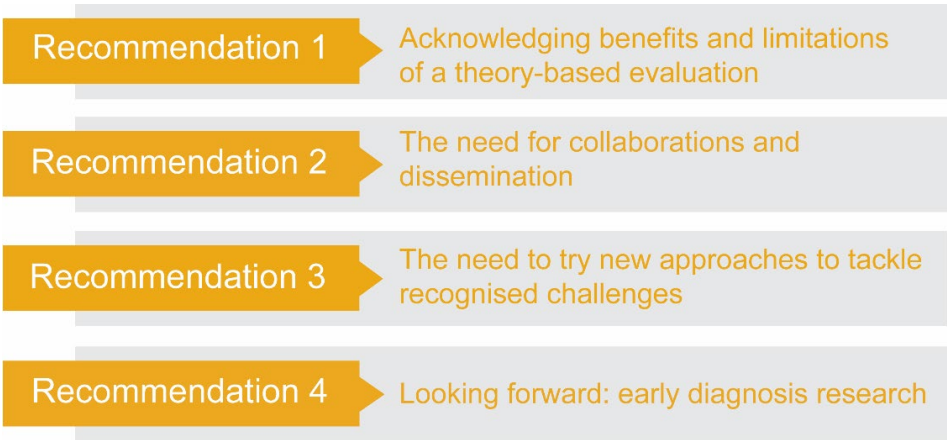 Recommendation 1
Acknowledging benefits and limitations
of a theory-based evaluation
Recommendation 2
The need for collaborations and
dissemination
Recommendation 3
The need to try new approaches to tackle
recognised challenges
Recommendation 4
Looking forward: early diagnosis research